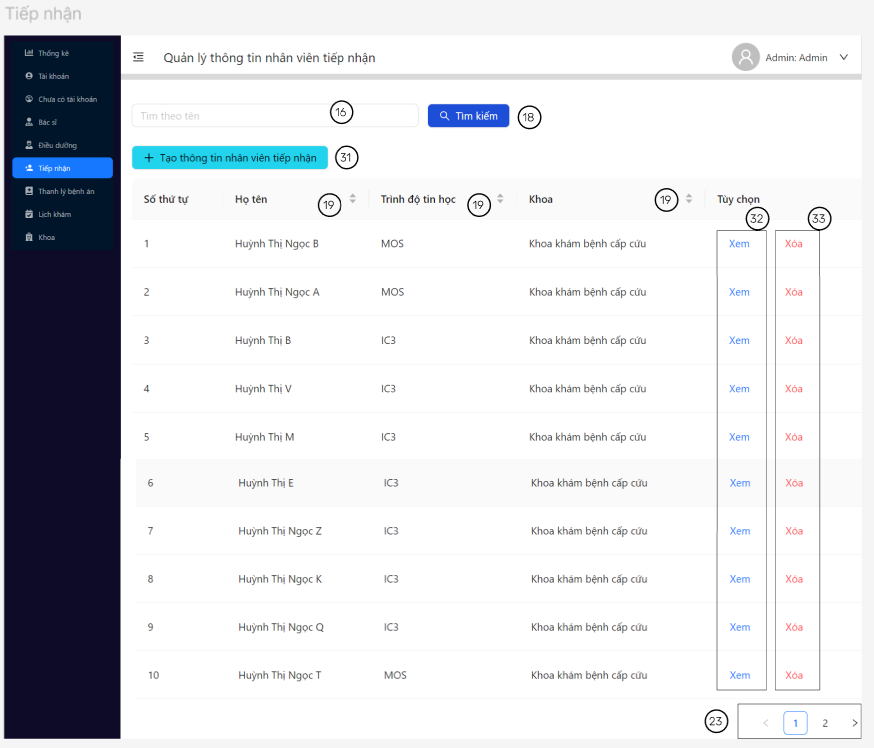 Tiếp nhận
Thống kê
Tài khoản
Chưa có tài khoản
Bác sĩ
Điều dưỡng
Tiếp nhận
Thanh lý bệnh án
Lịch khám
Khoa
Quản lý thông tin nhân viên tiếp nhận
Admin: Admin
Tìm theo tên 16
Tìm kiếm 18
+ Tạo thông tin nhân viên tiếp nhận 31
Số thứ tự Họ tên 19 Trình độ tin học 19 Khoa 19 Tùy chọn
32 33
1 Huỳnh Thị Ngọc B MOS Khoa khám bệnh cấp cứu Xem Xóa
2 Huỳnh Thị Ngọc A MOS Khoa khám bệnh cấp cứu Xem Xóa
3 Huỳnh Thị B IC3 Khoa khám bệnh cấp cứu Xem Xóa
4 Huỳnh Thị V IC3 Khoa khám bệnh cấp cứu Xem Xóa
5 Huỳnh Thị M IC3 Khoa khám bệnh cấp cứu Xem Xóa
6 Huỳnh Thị E IC3 Khoa khám bệnh cấp cứu Xem Xóa
7 Huỳnh Thị Ngọc Z IC3 Khoa khám bệnh cấp cứu Xem Xóa
8 Huỳnh Thị Ngọc K IC3 Khoa khám bệnh cấp cứu Xem Xóa
9 Huỳnh Thị Ngọc Q IC3 Khoa khám bệnh cấp cứu Xem Xóa
10 Huỳnh Thị Ngọc T MOS Khoa khám bệnh cấp cứu Xem Xóa
23 < 1 2 >